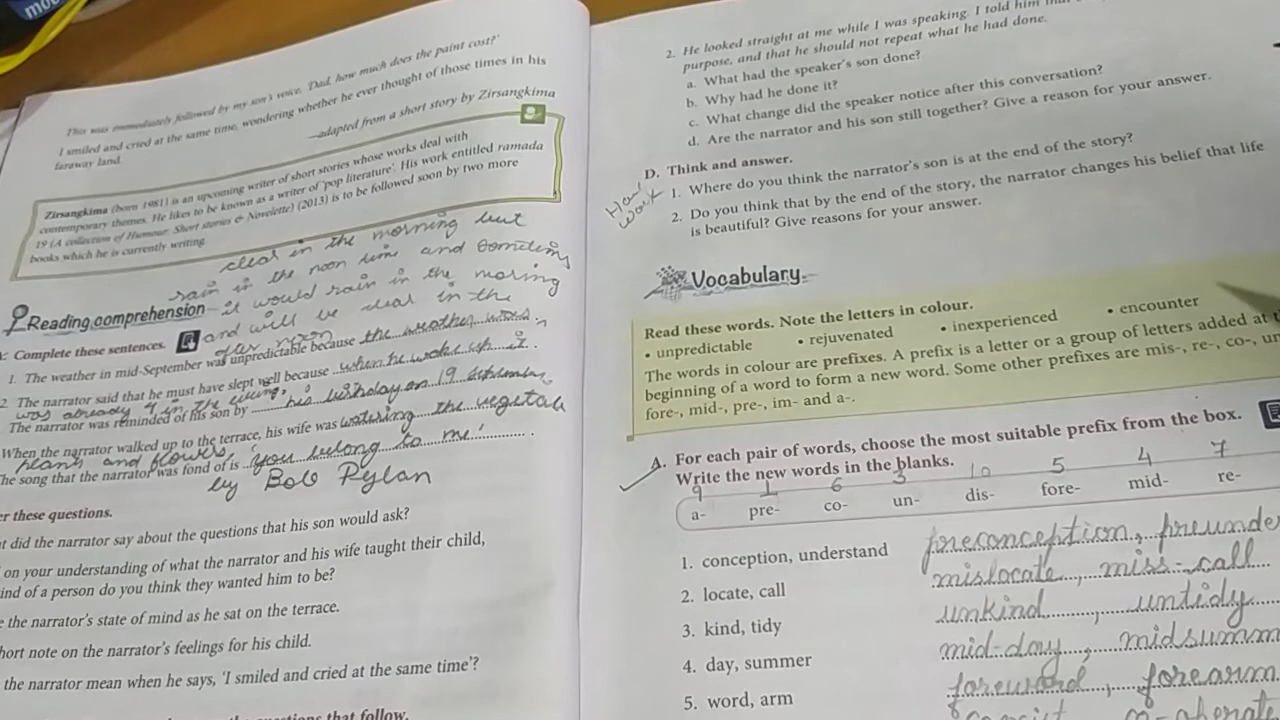 This was immediately followed by my son's voice, 'Dad, how much does the paint cost?'
I smiled and cried at the same time, wondering whether he ever thought of those times in his
faraway land.
—adapted from a short story by Zirsangkima
Zirsangkima (born 1981) is an upcoming writer of short stories whose works deal with
contemporary themes. He likes to be known as a writer of 'pop literature'. His work entitled ramada
19 (A collection of Humour, Short stories & Novelette) (2013) is to be followed soon by two more
books which he is currently writing.
clear in the morning but
rain in the noon time and
it would rain in the
and will be clear in the
after noon
Reading comprehension
A: Complete these sentences.
1. The weather in mid-September was unpredictable because the weather was
2. The narrator said that he must have slept well because when he woke up it
was already 4 in the
The narrator was reminded of his son by his birthday on 19
When the narrator walked up to the terrace, his wife was watering the
plants and flowers.
The song that the narrator was fond of is 'you belong to me'
by Bob Pylan
er these questions.
t did the narrator say about the questions that his son would ask?
on your understanding of what the narrator and his wife taught their child,
ind of a person do you think they wanted him to be?
e the narrator's state of mind as he sat on the terrace.
hort note on the narrator's feelings for his child.
the narrator mean when he says, 'I smiled and cried at the same time'?
questions that follow.
2. He looked straight at me while I was speaking. I told him
purpose, and that he should not repeat what he had done.
a. What had the speaker's son done?
b. Why had he done it?
c. What change did the speaker notice after this conversation?
d. Are the narrator and his son still together? Give a reason for your answer.
D. Think and answer.
Work
1. Where do you think the narrator's son is at the end of the story?
2. Do you think that by the end of the story, the narrator changes his belief that life
is beautiful? Give reasons for your answer.
Vocabulary
Read these words. Note the letters in colour.
• unpredictable • rejuvenated • inexperienced • encounter
The words in colour are prefixes. A prefix is a letter or a group of letters added at
beginning of a word to form a new word. Some other prefixes are mis-, re-, co-, un
fore-, mid-, pre-, im- and a-.
A. For each pair of words, choose the most suitable prefix from the box.
Write the new words in the blanks.
9 1 6 3 10 5 4 7
a- pre- co- un- dis- fore- mid- re-
1. conception, understand preconception, preunde
2. locate, call mislocate, miss-call
3. kind, tidy unkind, untidy
4. day, summer mid-day, midsumm
5. word, arm foreword, forearm